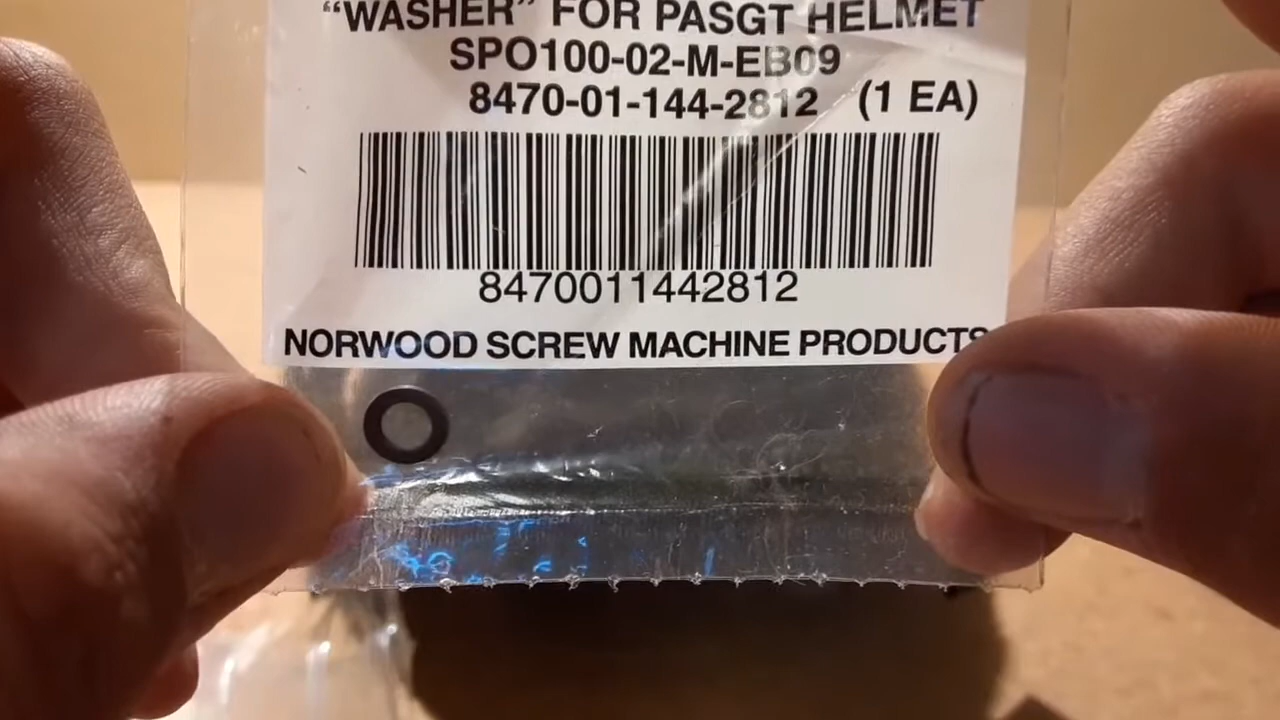 “WASHER” FOR PASGT HELMET
SPO100-02-M-EB09
8470-01-144-2812 (1 EA)
8470011442812
NORWOOD SCREW MACHINE PRODUCTS